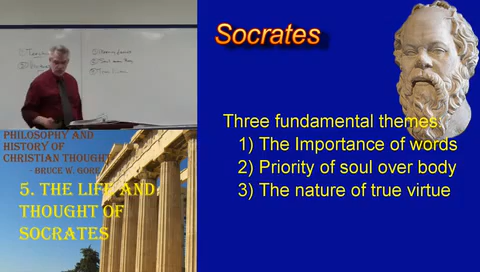 Socrates
Three fundamental themes:
1) The Importance of words
2) Priority of soul over body
3) The nature of true virtue
PHILOSOPHY AND
HISTORY OF
CHRISTIAN THOUGHT
- BRUCE W. GORE
5. THE LIFE AND
THOUGHT OF
SOCRATES